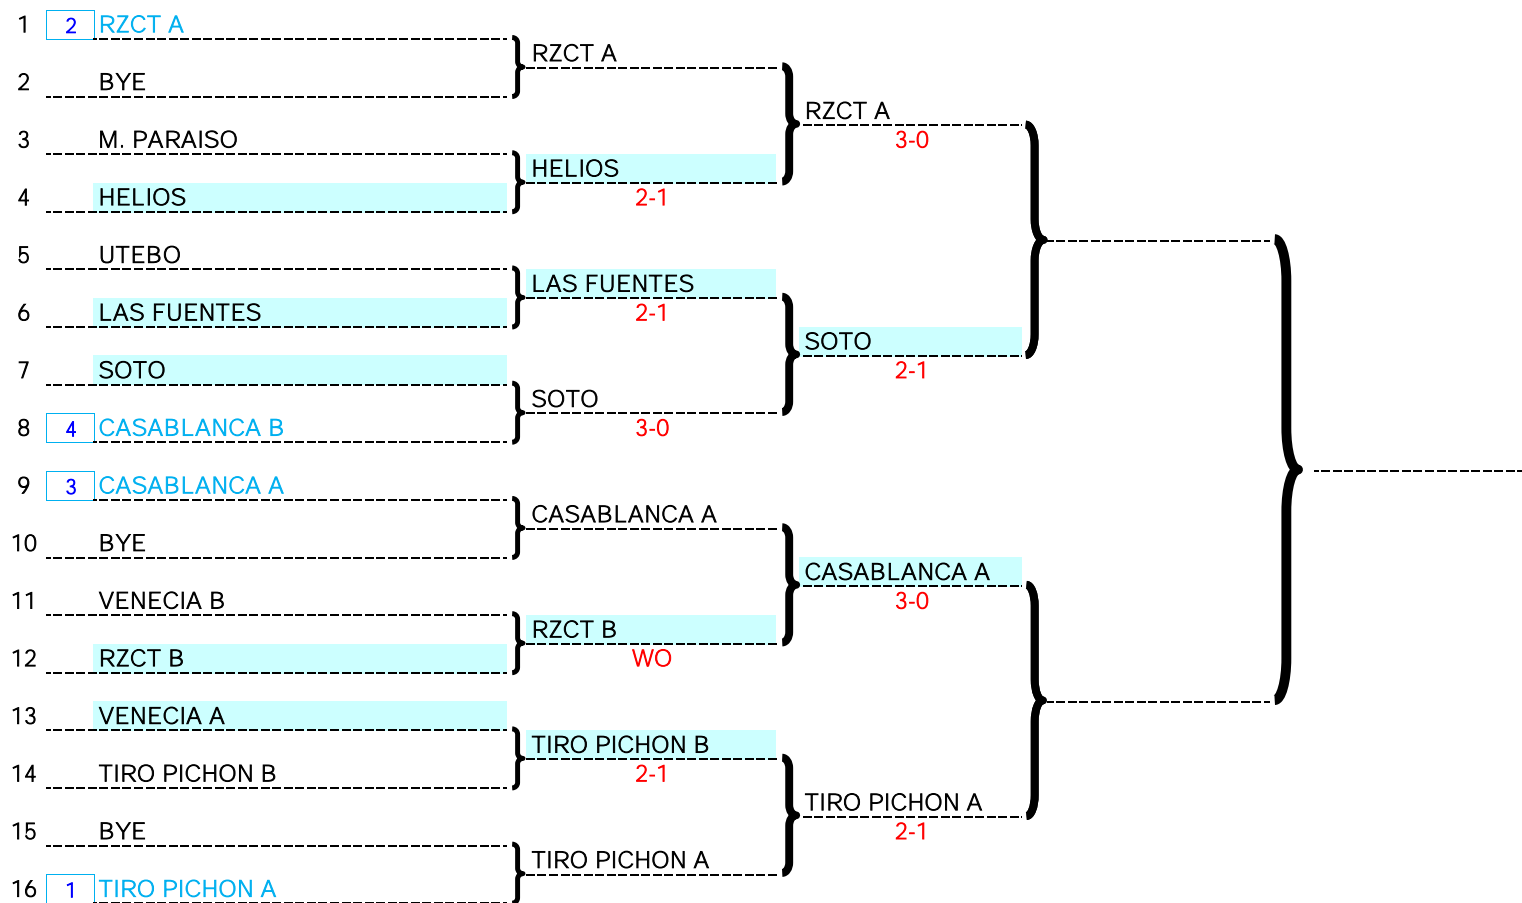 1 2 RZCT A
RZCT A
2 BYE
RZCT A
3 M. PARAISO
3-0
HELIOS
4 HELIOS
2-1
5 UTEBO
LAS FUENTES
6 LAS FUENTES
2-1
SOTO
7 SOTO
2-1
SOTO
8 4 CASABLANCA B
3-0
9 3 CASABLANCA A
CASABLANCA A
10 BYE
CASABLANCA A
11 VENECIA B
3-0
RZCT B
12 RZCT B
WO
13 VENECIA A
TIRO PICHON B
14 TIRO PICHON B
2-1
TIRO PICHON A
15 BYE
2-1
TIRO PICHON A
16 1 TIRO PICHON A